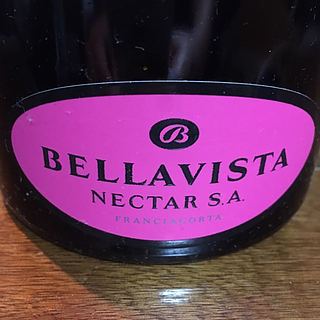 B
BELLAVISTA
NECTAR S.A.
FRANCIACORTA